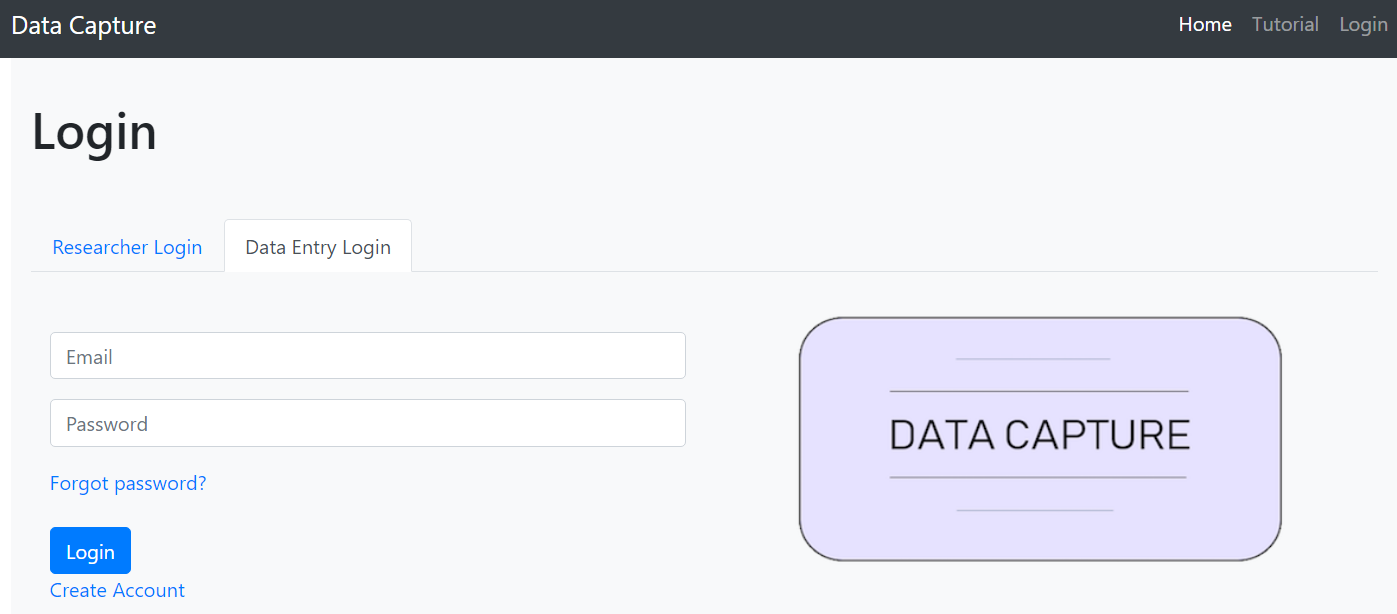 Data Capture Home Tutorial Login
Login
Researcher Login Data Entry Login
Email
Password
Forgot password?
Login
Create Account
DATA CAPTURE